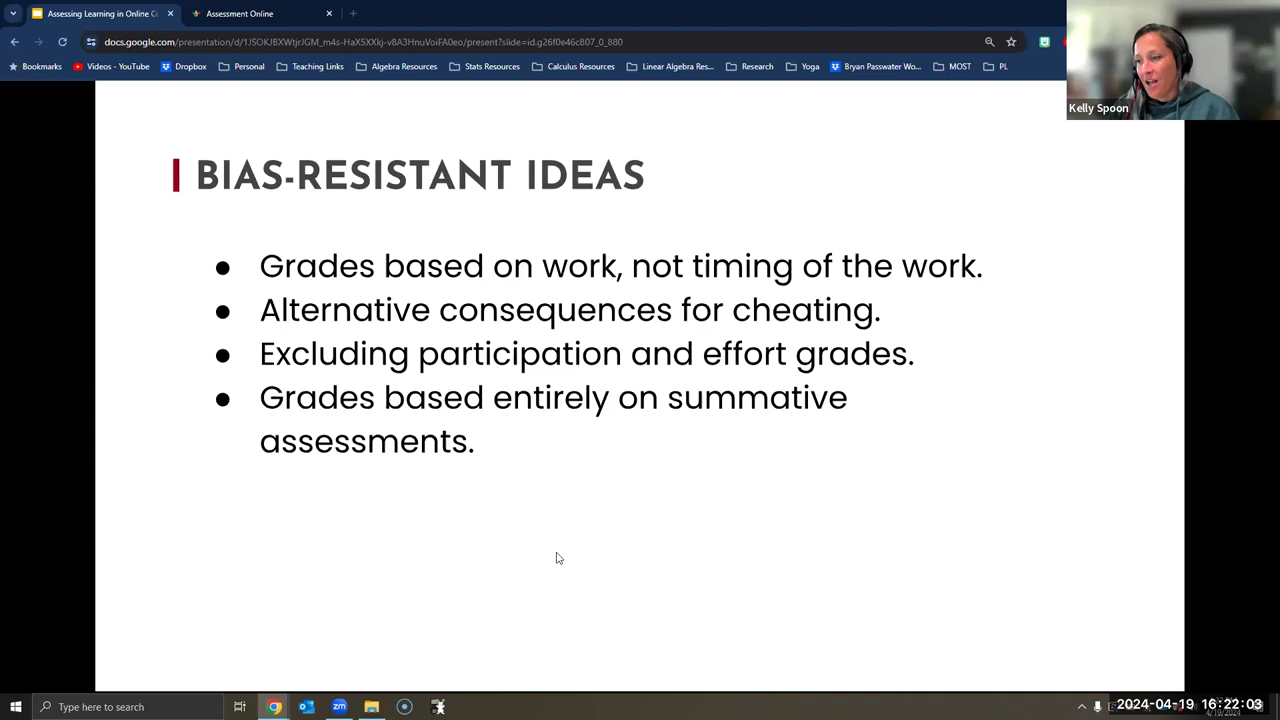 Assessing Learning in Online Co
Assessment Online
docs.google.com/presentation/d/1JSOKJBXWtjrJGM_m4s-HaX5XXkj-v8A3HnuVoiFA0eo/present?slide=id.g26f0e46c807_0_880
Bookmarks
Videos - YouTube
Dropbox
Personal
Teaching Links
Algebra Resources
Stats Resources
Calculus Resources
Linear Algebra Res...
Research
Yoga
Bryan Passwater Wo...
MOST
PL
Kelly Spoon
BIAS-RESISTANT IDEAS
● Grades based on work, not timing of the work.
● Alternative consequences for cheating.
● Excluding participation and effort grades.
● Grades based entirely on summative
assessments.
Type here to search
zm
2024-04-19 16:22:03